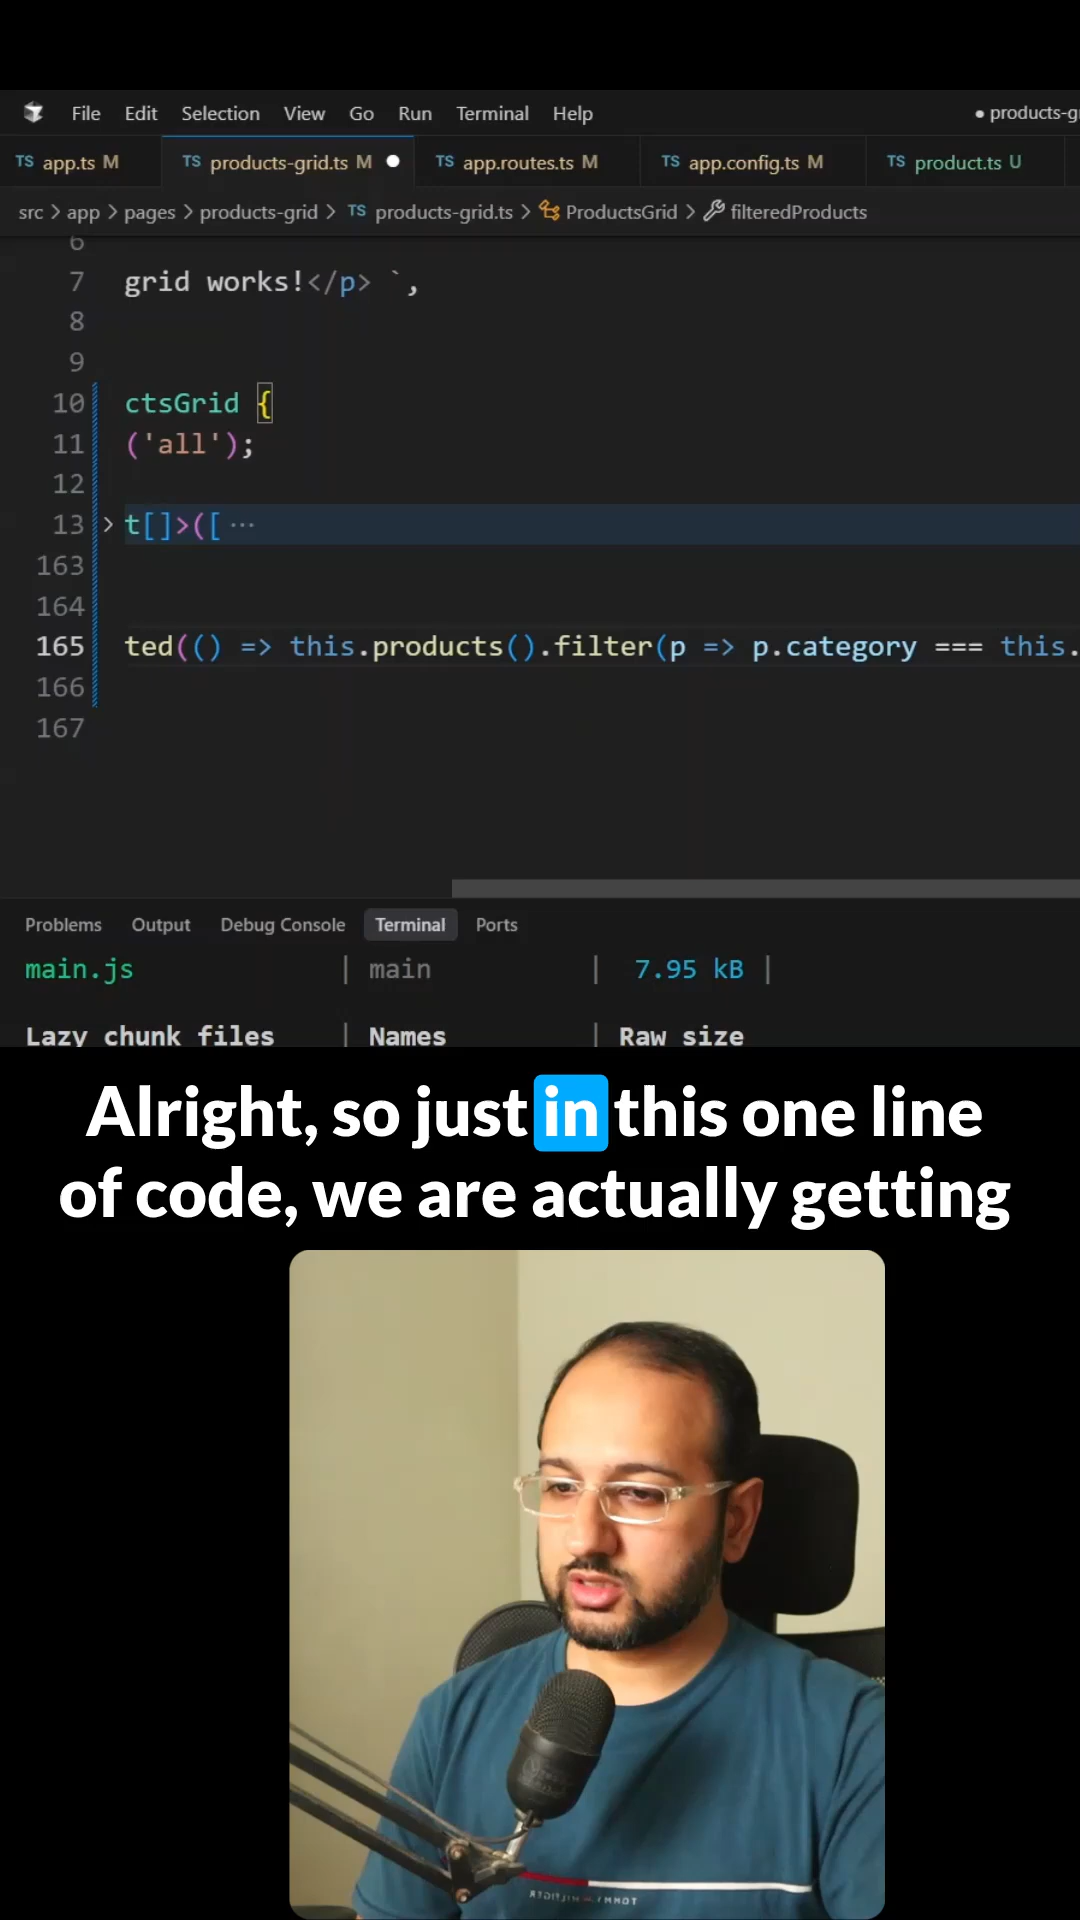 File Edit Selection View Go Run Terminal Help ● products-gr
TS app.ts M TS products-grid.ts M ● TS app.routes.ts M TS app.config.ts M TS product.ts U
src > app > pages > products-grid > TS products-grid.ts > ProductsGrid > filteredProducts
6
7 grid works!</p> `,
8
9
10 ctsGrid {
11 ('all');
12
13 > t[]>([ ···
163
164
165 ted(() => this.products().filter(p => p.category === this.
166
167
Problems Output Debug Console Terminal Ports
main.js | main | 7.95 kB |
Lazy chunk files | Names | Raw size
Alright, so just in this one line
of code, we are actually getting